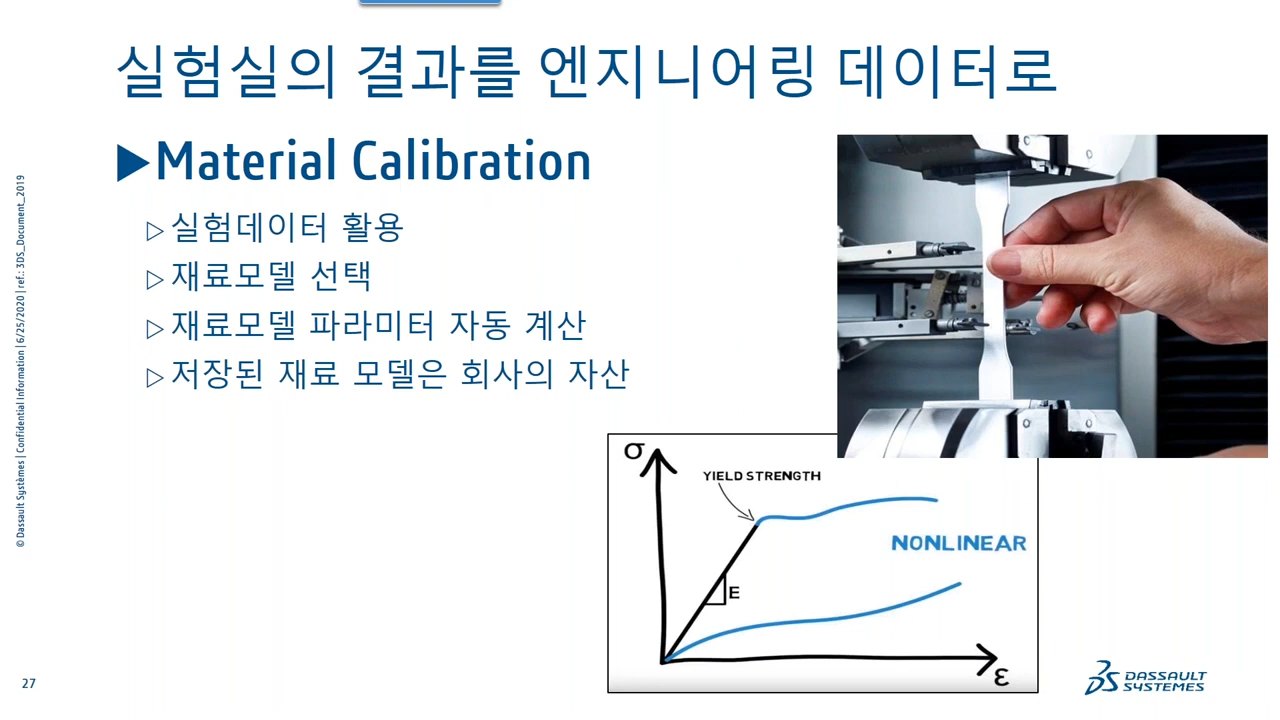 실험실의 결과를 엔지니어링 데이터로
▶Material Calibration
▷실험데이터 활용
▷재료모델 선택
▷재료모델 파라미터 자동 계산
▷저장된 재료 모델은 회사의 자산
σ
YIELD STRENGTH
NONLINEAR
E
ε
© Dassault Systèmes | Confidential Information | 6/25/2020 | ref.: 3DS_Document_2019
27
3DS DASSAULT SYSTEMES